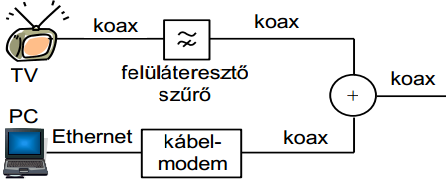 koax
koax
TV
felüláteresztő
szűrő
+
koax
PC
Ethernet
kábel-
modem
koax